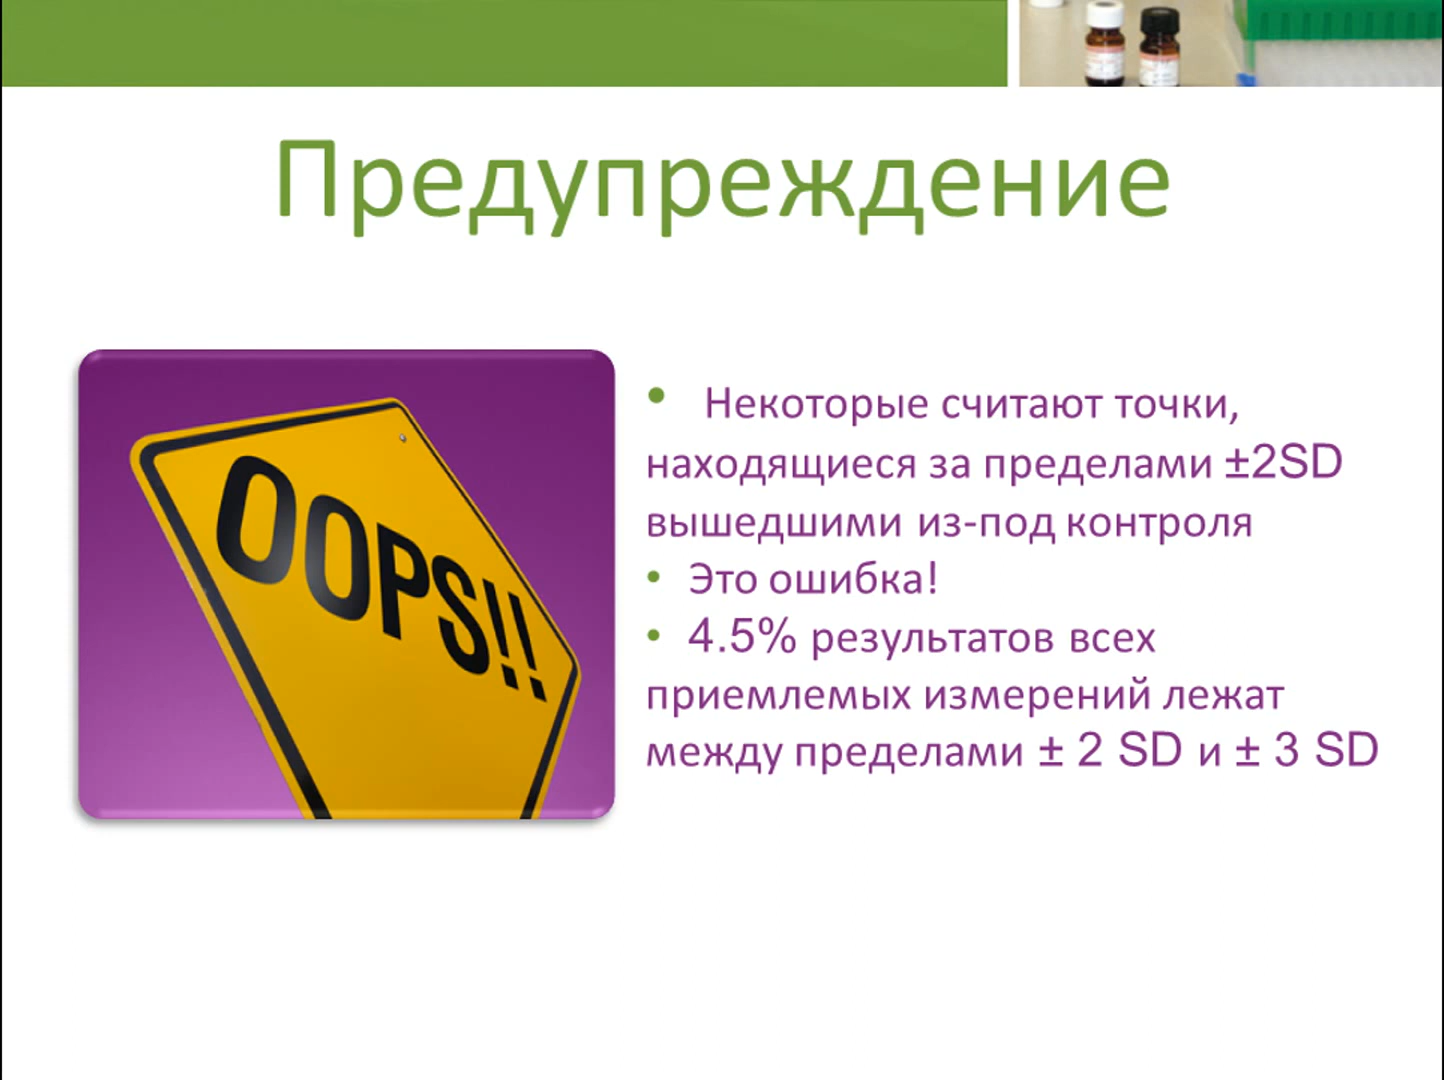 Предупреждение
OOPS!!
• Некоторые считают точки,
находящиеся за пределами ±2SD
вышедшими из-под контроля
• Это ошибка!
• 4.5% результатов всех
приемлемых измерений лежат
между пределами ± 2 SD и ± 3 SD